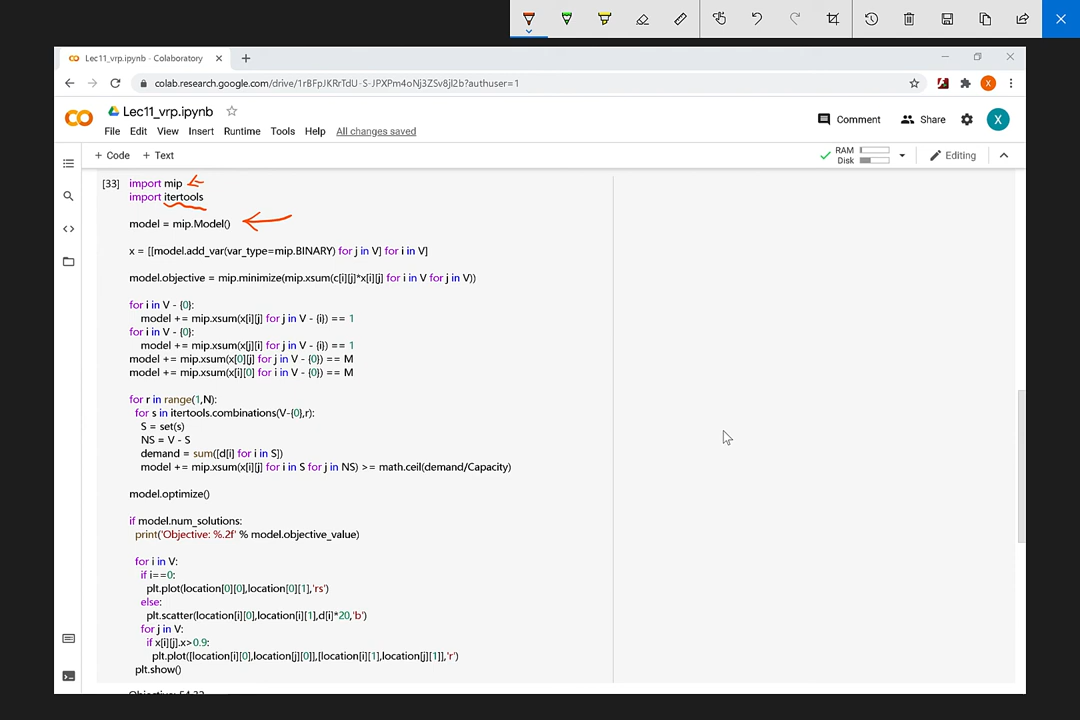 Lec11_vrp.ipynb - Colaboratory
colab.research.google.com/drive/1rBFpJKRrTdU-S-JPXPm4oNj3ZSv8jl2b?authuser=1
X
Lec11_vrp.ipynb
File Edit View Insert Runtime Tools Help All changes saved
Comment Share X
+ Code + Text
RAM
Disk
Editing
[33] import mip
import itertools
model = mip.Model()
x = [[model.add_var(var_type=mip.BINARY) for j in V] for i in V]
model.objective = mip.minimize(mip.xsum(c[i][j]*x[i][j] for i in V for j in V))
for i in V - {0}:
model += mip.xsum(x[i][j] for j in V - {i}) == 1
for i in V - {0}:
model += mip.xsum(x[j][i] for j in V - {i}) == 1
model += mip.xsum(x[0][j] for j in V - {0}) == M
model += mip.xsum(x[i][0] for i in V - {0}) == M
for r in range(1,N):
for s in itertools.combinations(V-{0},r):
S = set(s)
NS = V - S
demand = sum([d[i] for i in S])
model += mip.xsum(x[i][j] for i in S for j in NS) >= math.ceil(demand/Capacity)
model.optimize()
if model.num_solutions:
print('Objective: %.2f' % model.objective_value)
for i in V:
if i==0:
plt.plot(location[0][0],location[0][1],'rs')
else:
plt.scatter(location[i][0],location[i][1],d[i]*20,'b')
for j in V:
if x[i][j].x>0.9:
plt.plot([location[i][0],location[j][0]],[location[i][1],location[j][1]],'r')
plt.show()